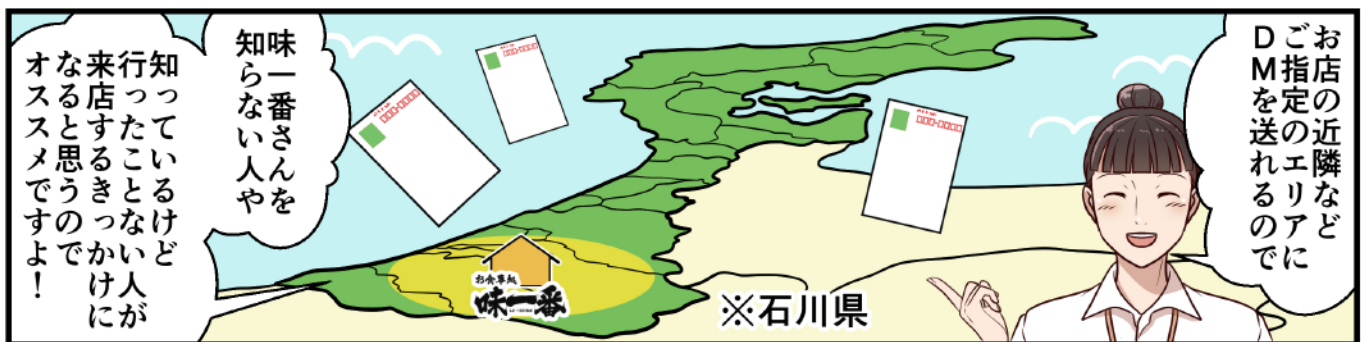 お店の近隣など
ご指定のエリアに
DMを送れるので
味一番さんを
知らない人や
知っているけど
行ったことない人が
来店するきっかけに
なると思うので
オススメですよ！
お食事処
味一番
※石川県